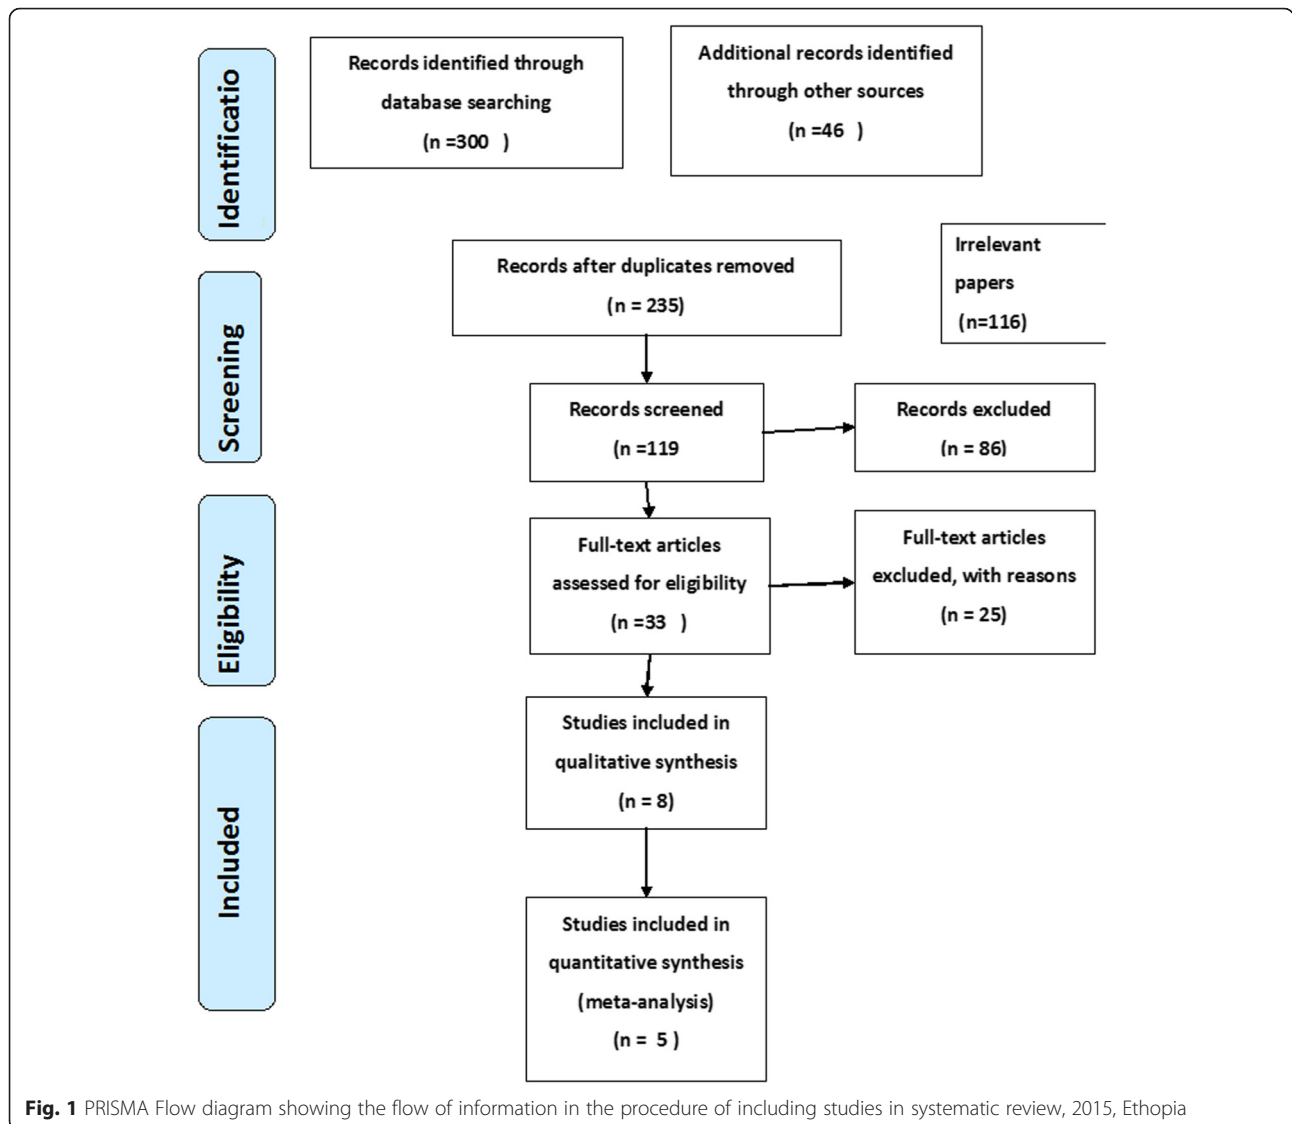 Identificatio
Records identified through
database searching
(n =300 )
Additional records identified
through other sources
(n =46 )
Screening
Records after duplicates removed
(n = 235)
Irrelevant
papers
(n=116)
Records screened
(n =119
Records excluded
(n = 86)
Eligibility
Full-text articles
assessed for eligibility
(n =33 )
Full-text articles
excluded, with reasons
(n = 25)
Included
Studies included in
qualitative synthesis
(n = 8)
Studies included in
quantitative synthesis
(meta-analysis)
(n = 5 )
Fig. 1 PRISMA Flow diagram showing the flow of information in the procedure of including studies in systematic review, 2015, Ethopia